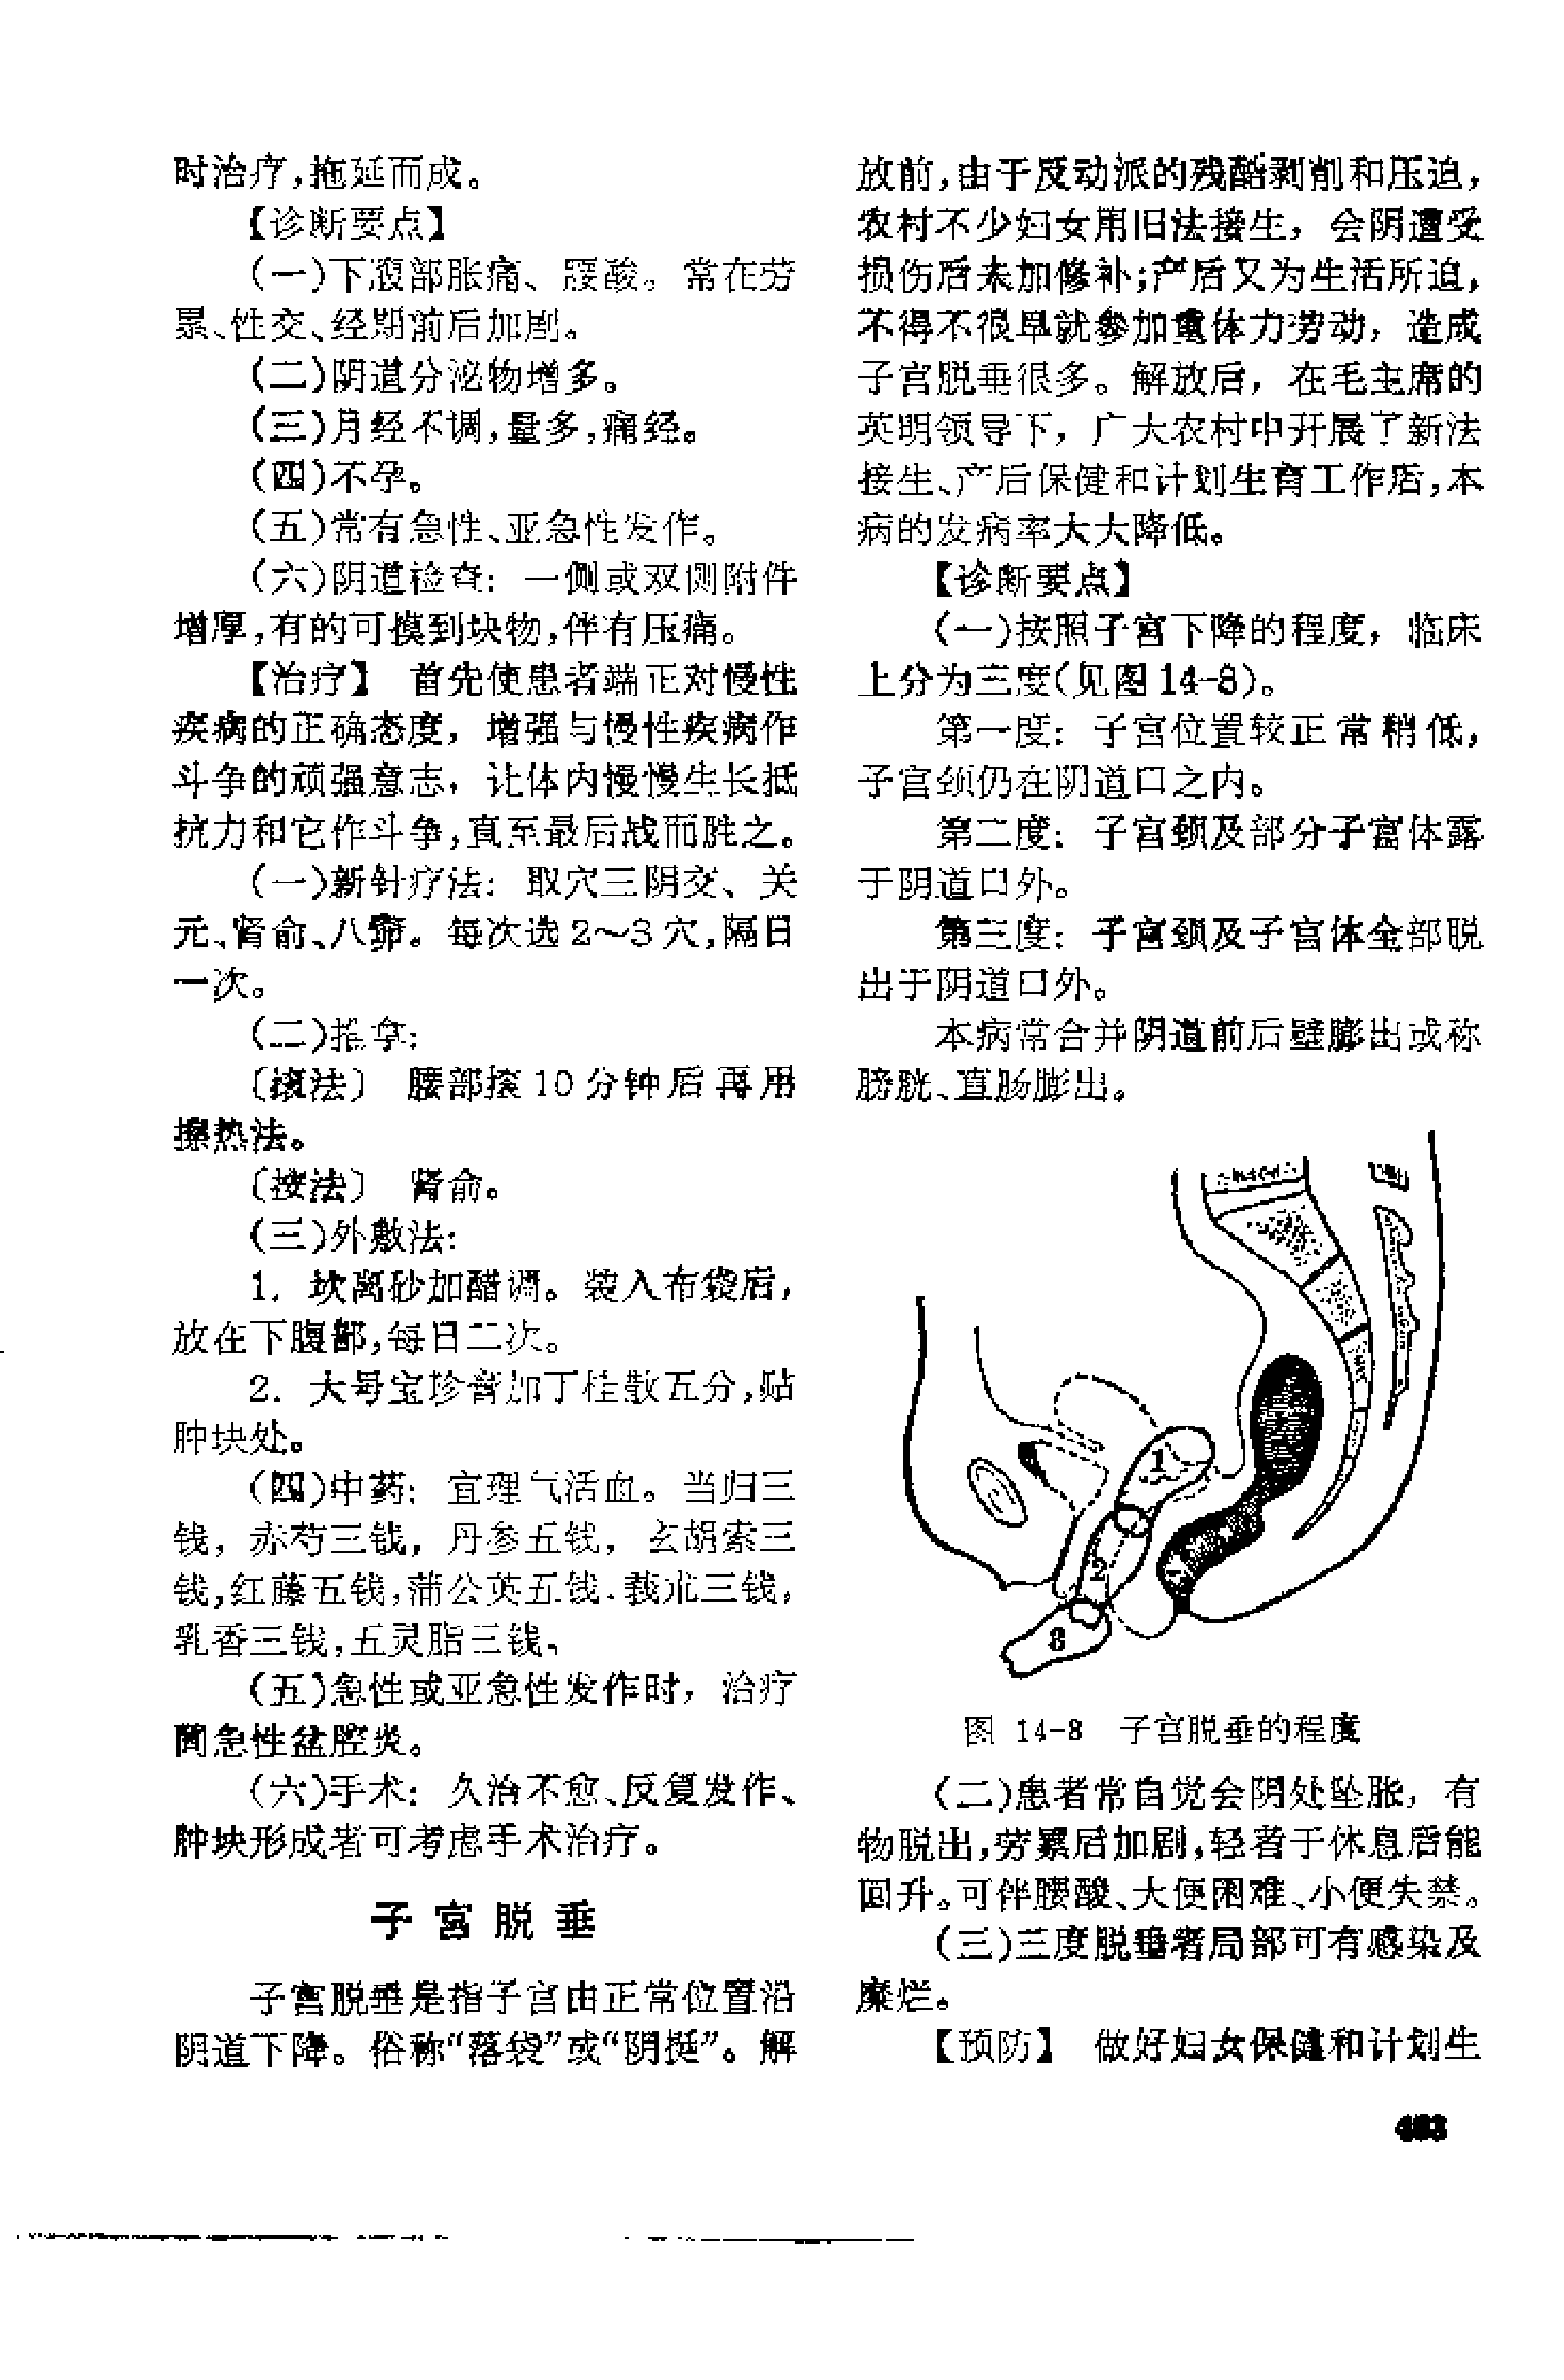 时治疗,拖延而成。
【诊断要点】
(一)下腹部胀痛、腰酸。常在劳
累、性交、经期前后加剧。
(二)阴道分泌物增多。
(三)月经不调,量多,痛经。
(四)不孕。
(五)常有急性、亚急性发作。
(六)阴道检查: 一侧或双侧附件
增厚,有的可摸到块物,伴有压痛。
【治疗】 首先使患者端正对慢性
疾病的正确态度, 增强与慢性疾病作
斗争的顽强意志, 让体内慢慢生长抵
抗力和它作斗争,直至最后战而胜之。
(一)新针疗法: 取穴三阴交、关
元、肾俞、八髎。每次选2~3穴,隔日
一次。
(二)推拿:
〔㨰法〕 腰部㨰10分钟后再用
擦热法。
〔按法〕 肾俞。
(三)外敷法:
1. 坎离砂加醋调。装入布袋后,
放在下腹部,每日二次。
2. 大号宝珍膏加丁桂散五分,贴
肿块处。
(四)中药: 宜理气活血。当归三
钱, 赤芍三钱, 丹参五钱, 玄胡索三
钱,红藤五钱,蒲公英五钱、莪朮三钱,
乳香三钱,五灵脂三钱。
(五)急性或亚急性发作时, 治疗
同急性盆腔炎。
(六)手术: 久治不愈、反复发作、
肿块形成者可考虑手术治疗。
子宫脱垂
子宫脱垂是指子宫由正常位置沿
阴道下降。俗称“落袋”或“阴挺”。解
放前,由于反动派的残酷剥削和压迫,
农村不少妇女用旧法接生, 会阴遭受
损伤后未加修补;产后又为生活所迫,
不得不很早就参加重体力劳动, 造成
子宫脱垂很多。解放后, 在毛主席的
英明领导下, 广大农村中开展了新法
接生、产后保健和计划生育工作后,本
病的发病率大大降低。
【诊断要点】
(一)按照子宫下降的程度, 临床
上分为三度(见图14-8)。
第一度: 子宫位置较正常稍低,
子宫颈仍在阴道口之内。
第二度: 子宫颈及部分子宫体露
于阴道口外。
第三度: 子宫颈及子宫体全部脱
出于阴道口外。
本病常合并阴道前后壁膨出或称
膀胱、直肠膨出。
1
2
3
图 14-8 子宫脱垂的程度
(二)患者常自觉会阴处坠胀, 有
物脱出,劳累后加剧,轻者于休息后能
回升。可伴腰酸、大便困难、小便失禁。
(三)三度脱垂者局部可有感染及
糜烂。
【预防】 做好妇女保健和计划生